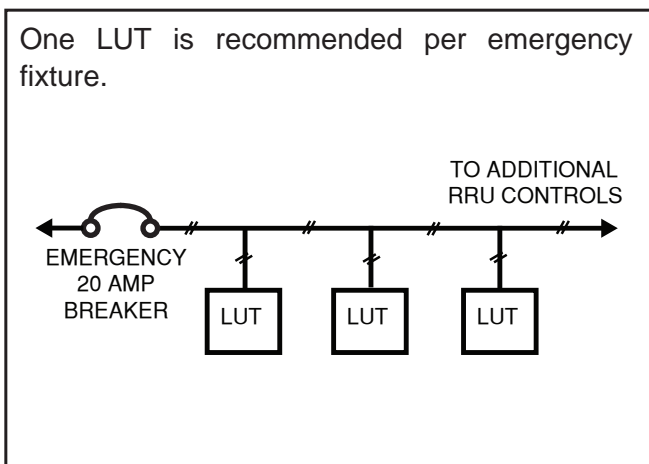 One LUT is recommended per emergency
fixture.
TO ADDITIONAL
RRU CONTROLS
EMERGENCY
20 AMP
BREAKER
LUT
LUT
LUT